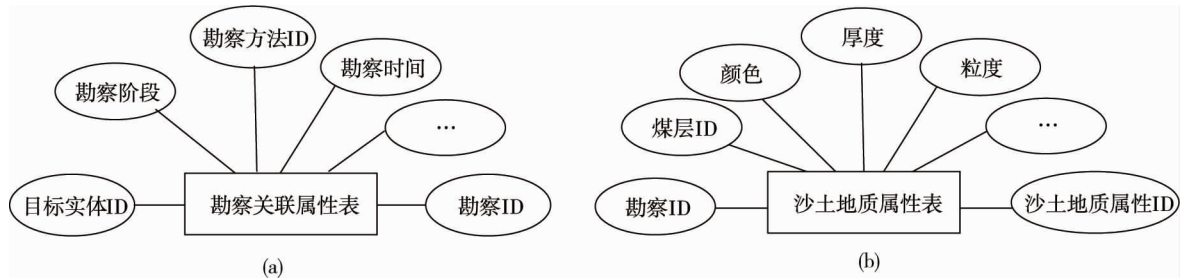 勘察方法ID
勘察阶段
勘察时间
…
目标实体ID
勘察关联属性表
勘察ID
(a)
厚度
颜色
粒度
煤层ID
…
勘察ID
沙土地质属性表
沙土地质属性ID
(b)